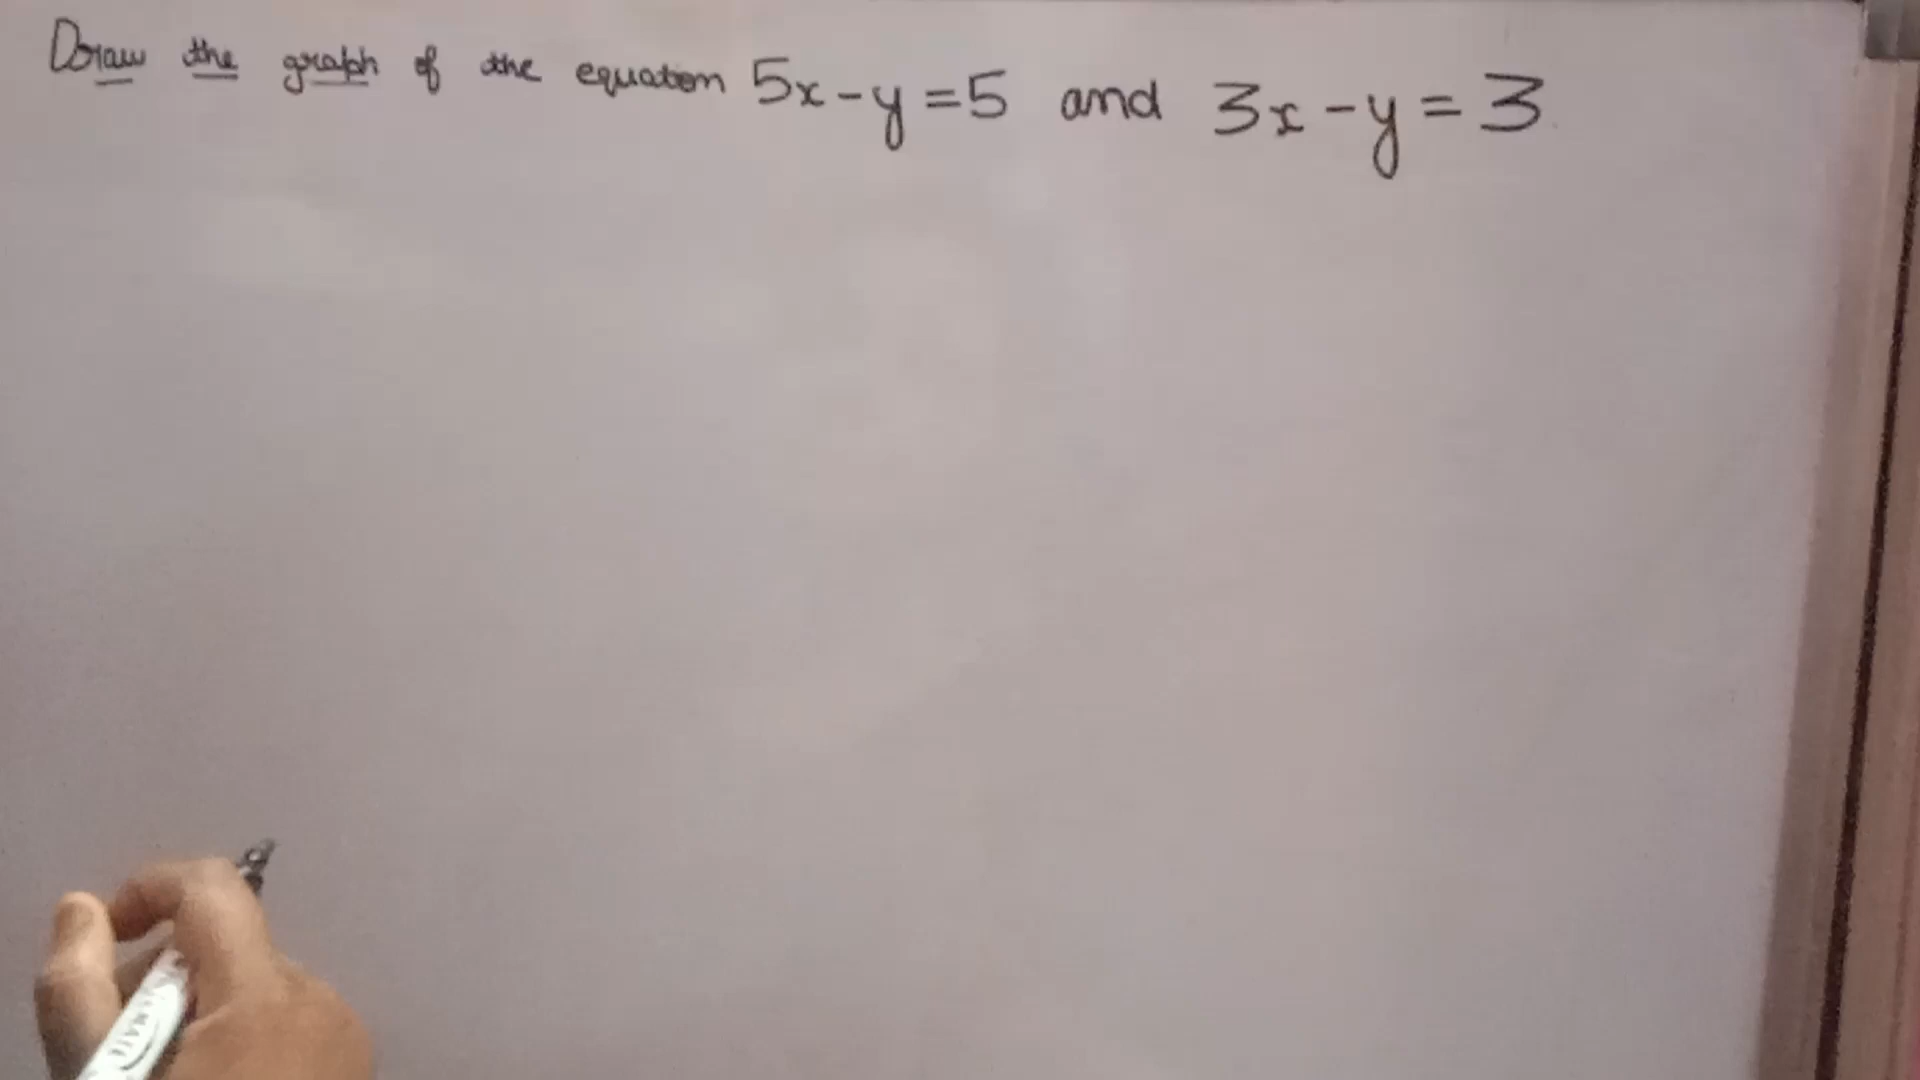 Draw the graph of the equation 5x - y = 5 and 3x - y = 3